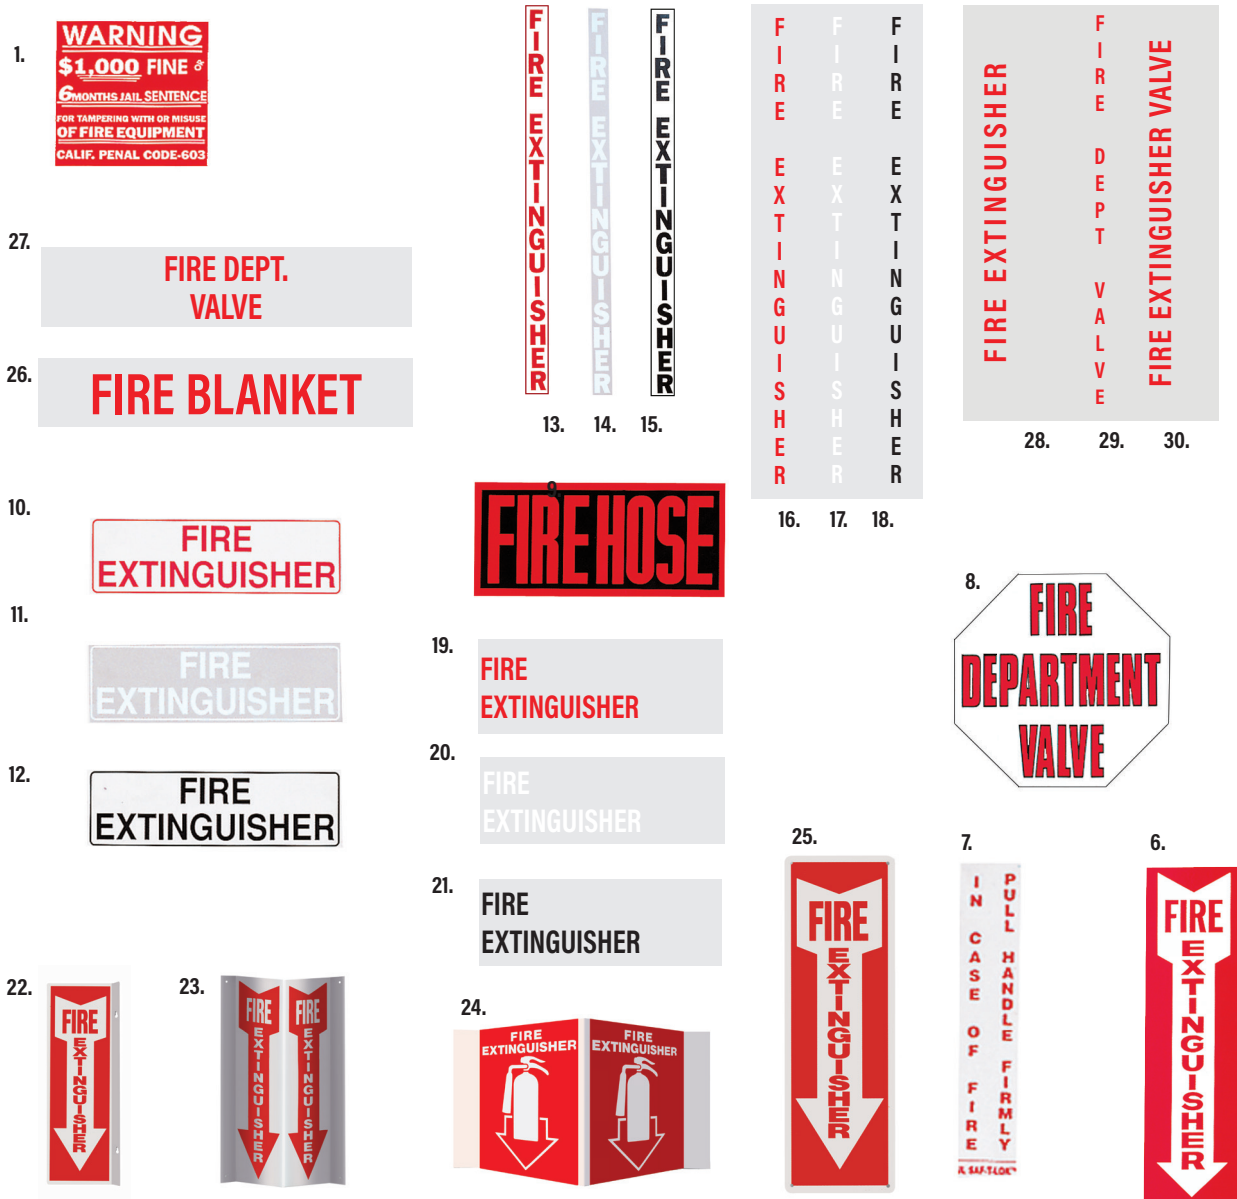 1.
WARNING
$1,000 FINE &
6 MONTHS JAIL SENTENCE
FOR TAMPERING WITH OR MISUSE
OF FIRE EQUIPMENT
CALIF. PENAL CODE-603
27.
FIRE DEPT.
VALVE
26.
FIRE BLANKET
FIRE EXTINGUISHER
FIRE EXTINGUISHER
FIRE EXTINGUISHER
13. 14. 15.
FIRE EXTINGUISHER
FIRE EXTINGUISHER
FIRE EXTINGUISHER
16. 17. 18.
FIRE EXTINGUISHER
FIRE DEPT VALVE
FIRE EXTINGUISHER VALVE
28. 29. 30.
10.
FIRE
EXTINGUISHER
11.
FIRE
EXTINGUISHER
12.
FIRE
EXTINGUISHER
9.
FIRE HOSE
19.
FIRE
EXTINGUISHER
20.
FIRE
EXTINGUISHER
21.
FIRE
EXTINGUISHER
8.
FIRE
DEPARTMENT
VALVE
22.
FIRE
EXTINGUISHER
23.
FIRE
EXTINGUISHER
FIRE
EXTINGUISHER
24.
FIRE
EXTINGUISHER
FIRE
EXTINGUISHER
25.
FIRE
EXTINGUISHER
7.
IN CASE OF FIRE
PULL HANDLE FIRMLY
SAF-T-LOK™
6.
FIRE
EXTINGUISHER